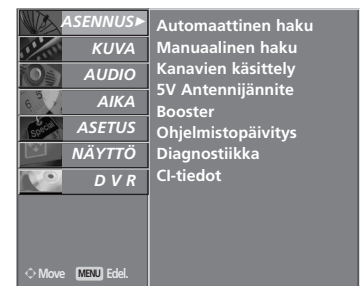 ASENNUS
KUVA
AUDIO
AIKA
ASETUS
NÄYTTÖ
D V R
Automaattinen haku
Manuaalinen haku
Kanavien käsittely
5V Antennijännite
Booster
Ohjelmistopäivitys
Diagnostiikka
CI-tiedot
Move MENU Edel.